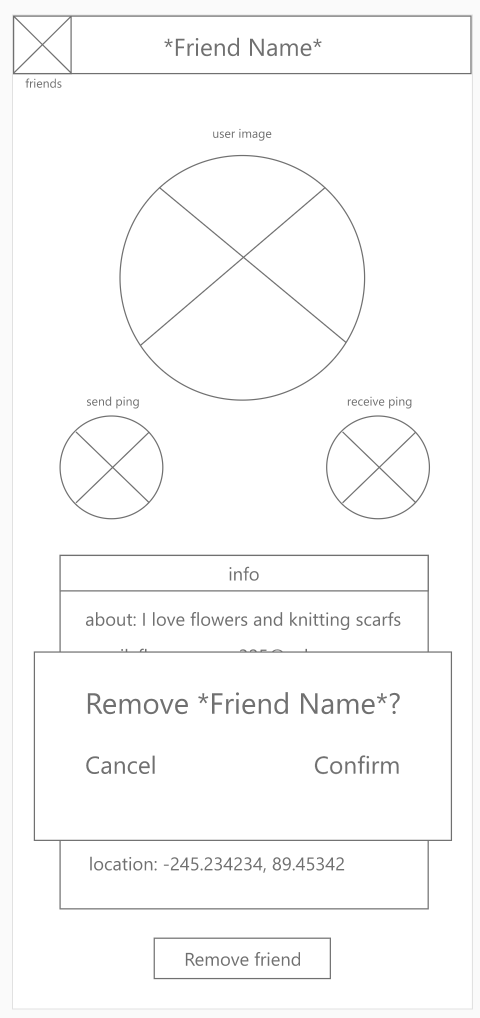 *Friend Name*
friends
user image
send ping
receive ping
info
about: I love flowers and knitting scarfs
Remove *Friend Name*?
Cancel
Confirm
location: -245.234234, 89.45342
Remove friend